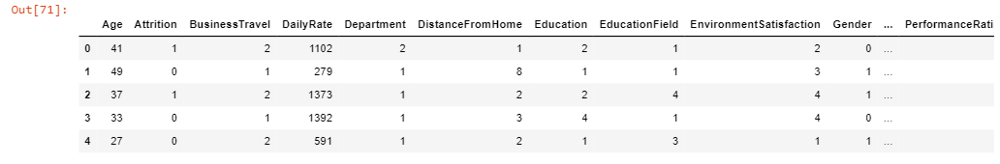 Out[71]:
Age Attrition BusinessTravel DailyRate Department DistanceFromHome Education EducationField EnvironmentSatisfaction Gender ... PerformanceRati
0 41 1 2 1102 2 1 2 1 2 0 ...
1 49 0 1 279 1 8 1 1 3 1 ...
2 37 1 2 1373 1 2 2 4 4 1 ...
3 33 0 1 1392 1 3 4 1 4 0 ...
4 27 0 2 591 1 2 1 3 1 1 ...